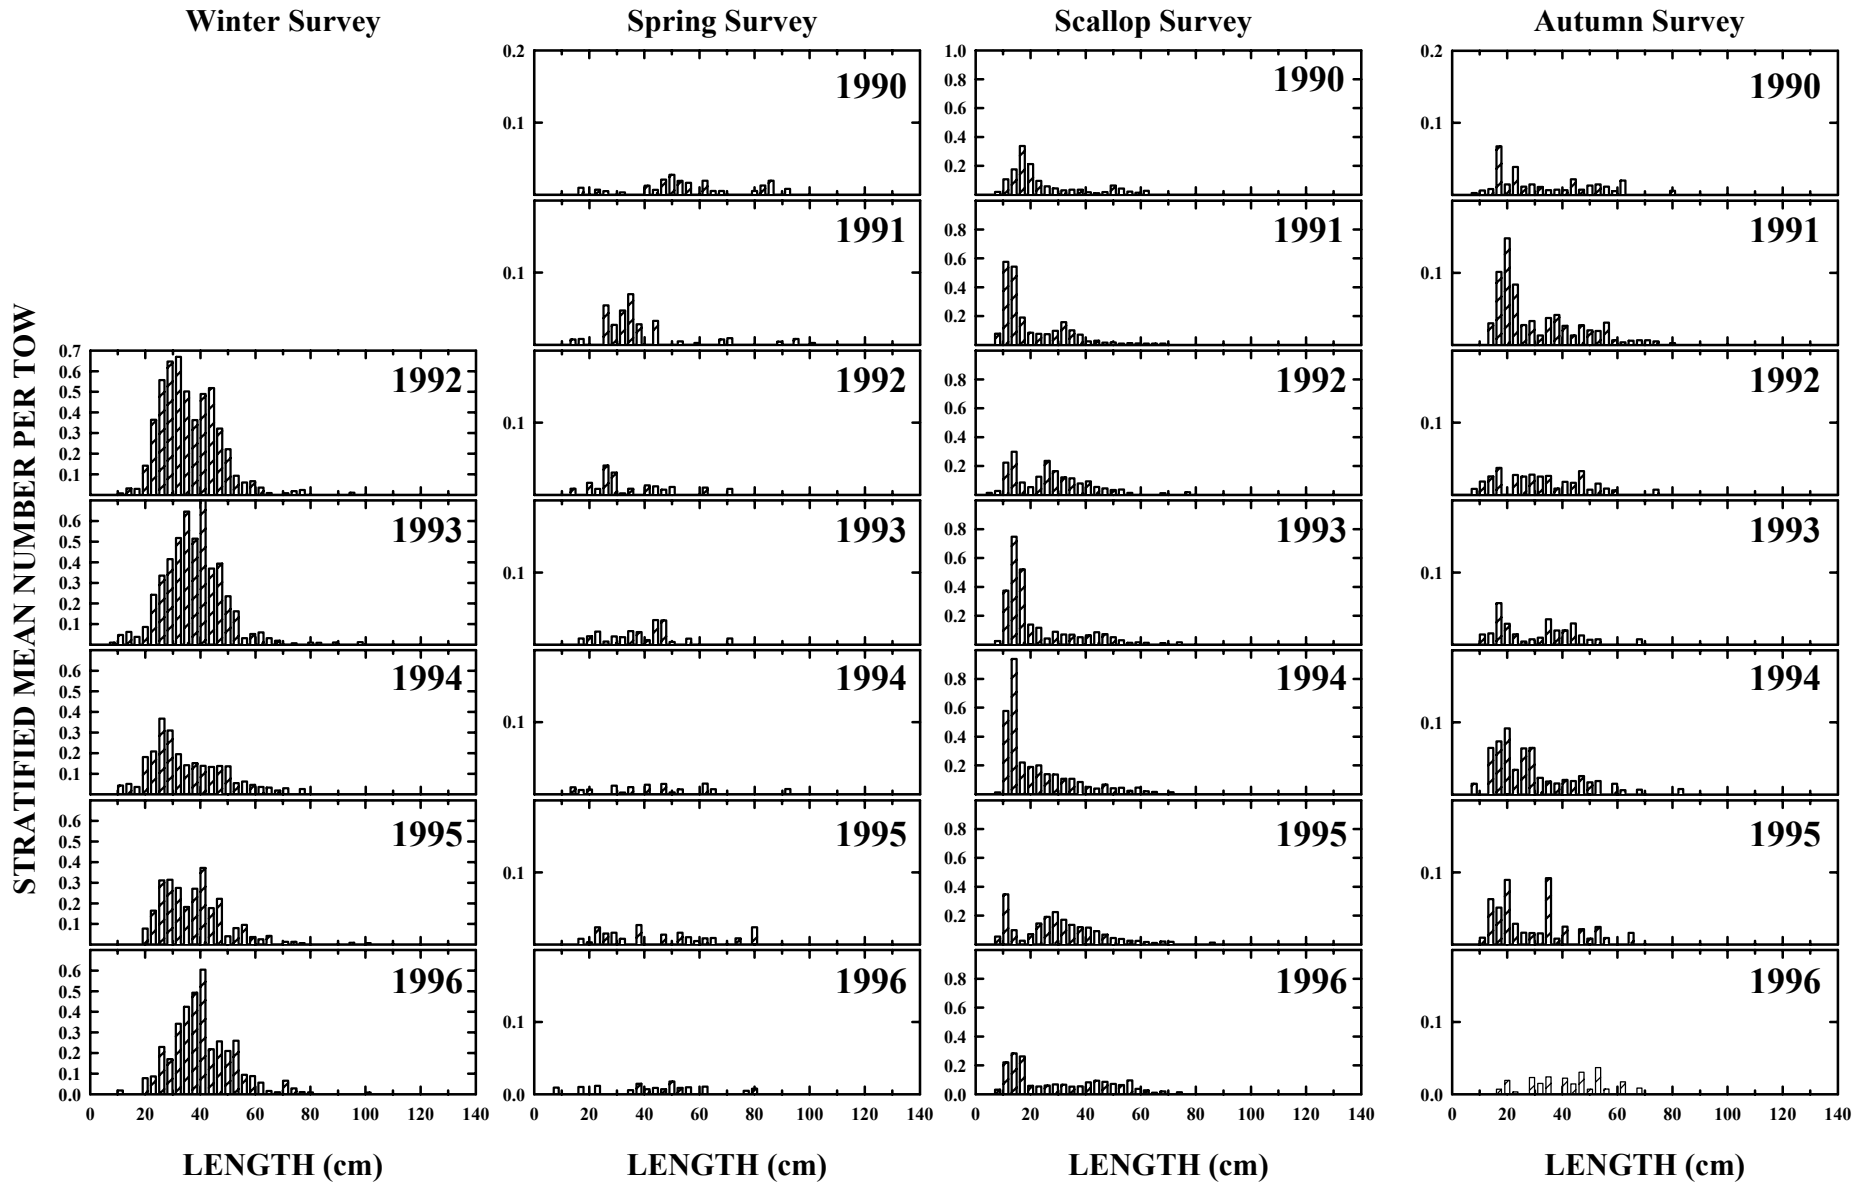 Winter Survey Spring Survey Scallop Survey Autumn Survey
STRATIFIED MEAN NUMBER PER TOW
0.2 1.0 0.2
1990 1990 1990
0.8
0.1 0.6 0.1
0.4
0.2
1991 1991 1991
0.8
0.1 0.6 0.1
0.4
0.2
0.7
1992 1992 1992 1992
0.6 0.8
0.5
0.4 0.1 0.6 0.1
0.3 0.4
0.2 0.2
0.1
1993 1993 1993 1993
0.6 0.8
0.5
0.4 0.1 0.6 0.1
0.3 0.4
0.2 0.2
0.1
1994 1994 1994 1994
0.6 0.8
0.5
0.4 0.1 0.6 0.1
0.3 0.4
0.2 0.2
0.1
1995 1995 1995 1995
0.6 0.8
0.5
0.4 0.1 0.6 0.1
0.3 0.4
0.2 0.2
0.1
1996 1996 1996 1996
0.6 0.8
0.5
0.4 0.1 0.6 0.1
0.3 0.4
0.2 0.2
0.1
0.0 0.0 0.0 0.0
0 20 40 60 80 100 120 140 0 20 40 60 80 100 120 140 0 20 40 60 80 100 120 140 0 20 40 60 80 100 120 140
LENGTH (cm) LENGTH (cm) LENGTH (cm) LENGTH (cm)